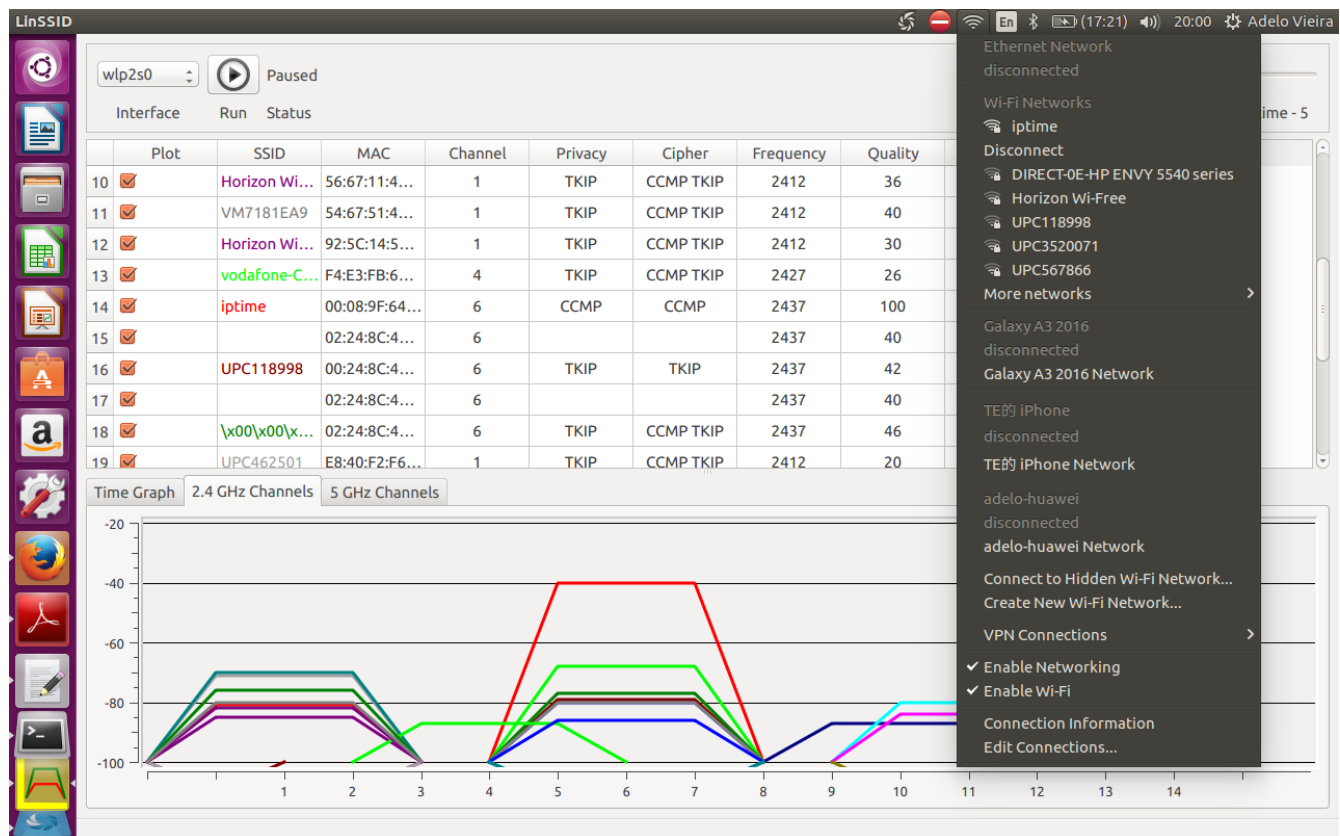 LinSSID
En (17:21) 20:00 Adelo Vieira
wlp2s0 Paused
Interface Run Status ime - 5
Plot SSID MAC Channel Privacy Cipher Frequency Quality
10 Horizon Wi... 56:67:11:4... 1 TKIP CCMP TKIP 2412 36
11 VM7181EA9 54:67:51:4... 1 TKIP CCMP TKIP 2412 40
12 Horizon Wi... 92:5C:14:5... 1 TKIP CCMP TKIP 2412 30
13 vodafone-C... F4:E3:FB:6... 4 TKIP CCMP TKIP 2427 26
14 iptime 00:08:9F:64... 6 CCMP CCMP 2437 100
15 02:24:8C:4... 6 2437 40
16 UPC118998 00:24:8C:4... 6 TKIP TKIP 2437 42
17 02:24:8C:4... 6 2437 40
18 \x00\x00\x... 02:24:8C:4... 6 TKIP CCMP TKIP 2437 46
19 UPC462501 E8:40:F2:F6... 1 TKIP CCMP TKIP 2412 20
Time Graph 2.4 GHz Channels 5 GHz Channels
-20
-40
-60
-80
-100
1 2 3 4 5 6 7 8 9 10 11 12 13 14
Ethernet Network
disconnected
Wi-Fi Networks
iptime
Disconnect
DIRECT-0E-HP ENVY 5540 series
Horizon Wi-Free
UPC118998
UPC3520071
UPC567866
More networks
Galaxy A3 2016
disconnected
Galaxy A3 2016 Network
TE的 iPhone
disconnected
TE的 iPhone Network
adelo-huawei
disconnected
adelo-huawei Network
Connect to Hidden Wi-Fi Network...
Create New Wi-Fi Network...
VPN Connections
Enable Networking
Enable Wi-Fi
Connection Information
Edit Connections...